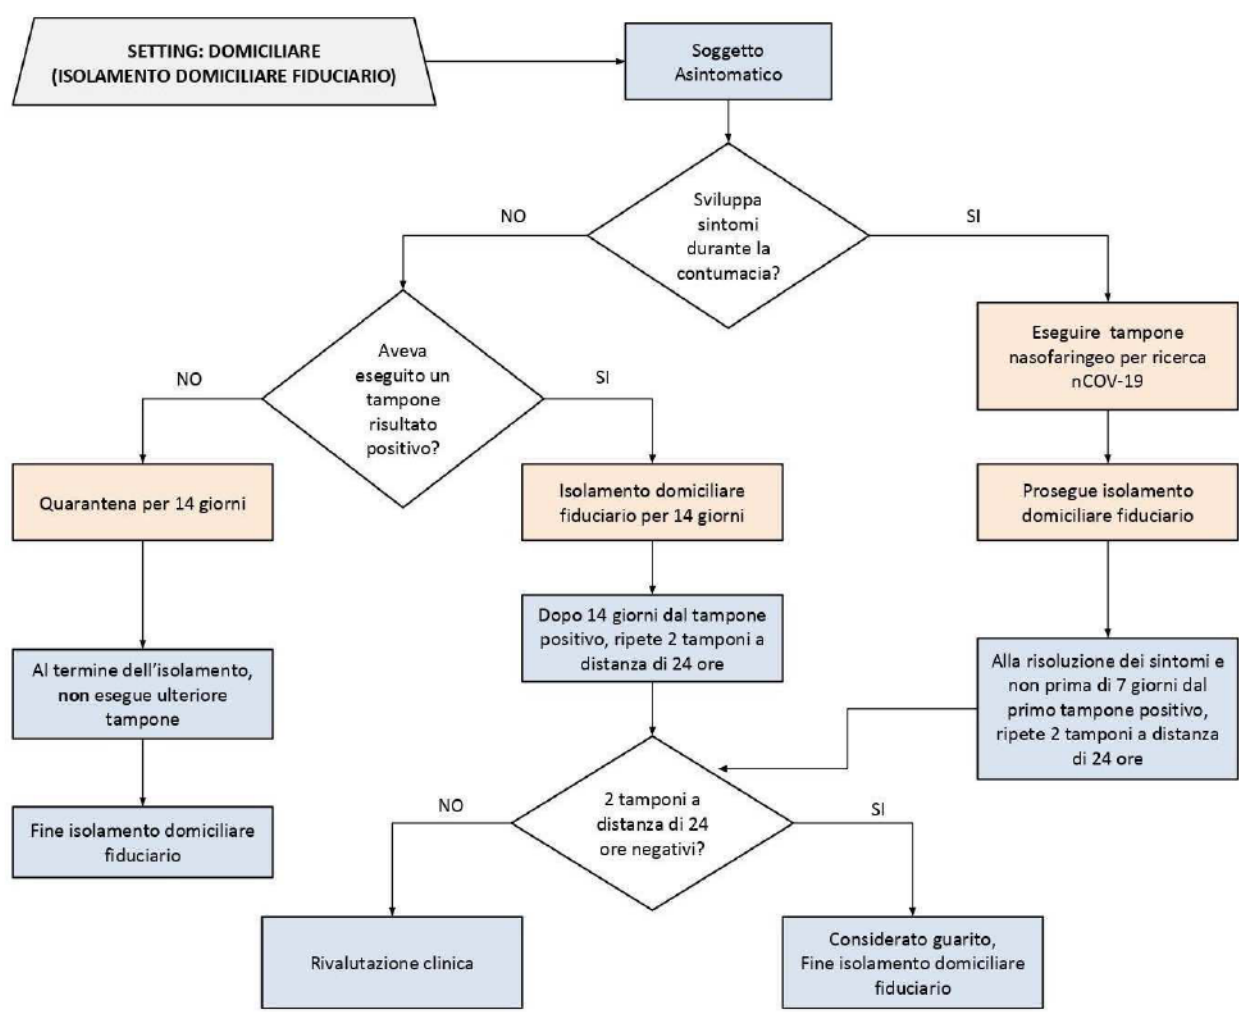 SETTING: DOMICILIARE
(ISOLAMENTO DOMICILIARE FIDUCIARIO)
Soggetto
Asintomatico
Sviluppa
sintomi
durante la
contumacia?
NO
SI
Aveva
eseguito un
tampone
risultato
positivo?
NO
SI
Eseguire tampone
nasofaringeo per ricerca
nCOV-19
Quarantena per 14 giorni
Isolamento domiciliare
fiduciario per 14 giorni
Prosegue isolamento
domiciliare fiduciario
Dopo 14 giorni dal tampone
positivo, ripete 2 tamponi a
distanza di 24 ore
Al termine dell'isolamento,
non esegue ulteriore
tampone
Alla risoluzione dei sintomi e
non prima di 7 giorni dal
primo tampone positivo,
ripete 2 tamponi a distanza
di 24 ore
2 tamponi a
distanza di 24
ore negativi?
NO
SI
Fine isolamento domiciliare
fiduciario
Rivalutazione clinica
Considerato guarito,
Fine isolamento domiciliare
fiduciario